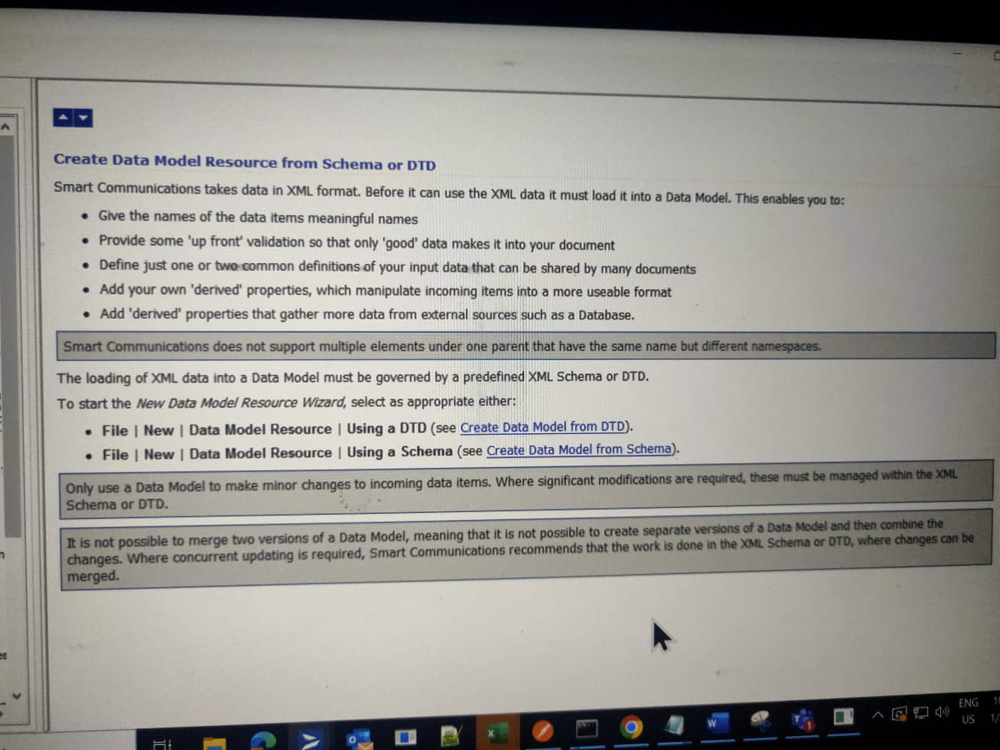 Create Data Model Resource from Schema or DTD
Smart Communications takes data in XML format. Before it can use the XML data it must load it into a Data Model. This enables you to:
• Give the names of the data items meaningful names
• Provide some 'up front' validation so that only 'good' data makes it into your document
• Define just one or two common definitions of your input data that can be shared by many documents
• Add your own 'derived' properties, which manipulate incoming items into a more useable format
• Add 'derived' properties that gather more data from external sources such as a Database.
Smart Communications does not support multiple elements under one parent that have the same name but different namespaces.
The loading of XML data into a Data Model must be governed by a predefined XML Schema or DTD.
To start the New Data Model Resource Wizard, select as appropriate either:
• File | New | Data Model Resource | Using a DTD (see Create Data Model from DTD).
• File | New | Data Model Resource | Using a Schema (see Create Data Model from Schema).
Only use a Data Model to make minor changes to incoming data items. Where significant modifications are required, these must be managed within the XML
Schema or DTD.
It is not possible to merge two versions of a Data Model, meaning that it is not possible to create separate versions of a Data Model and then combine the
changes. Where concurrent updating is required, Smart Communications recommends that the work is done in the XML Schema or DTD, where changes can be
merged.
ENG
US